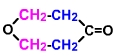 CH₂-CH₂
O C=O
CH₂-CH₂